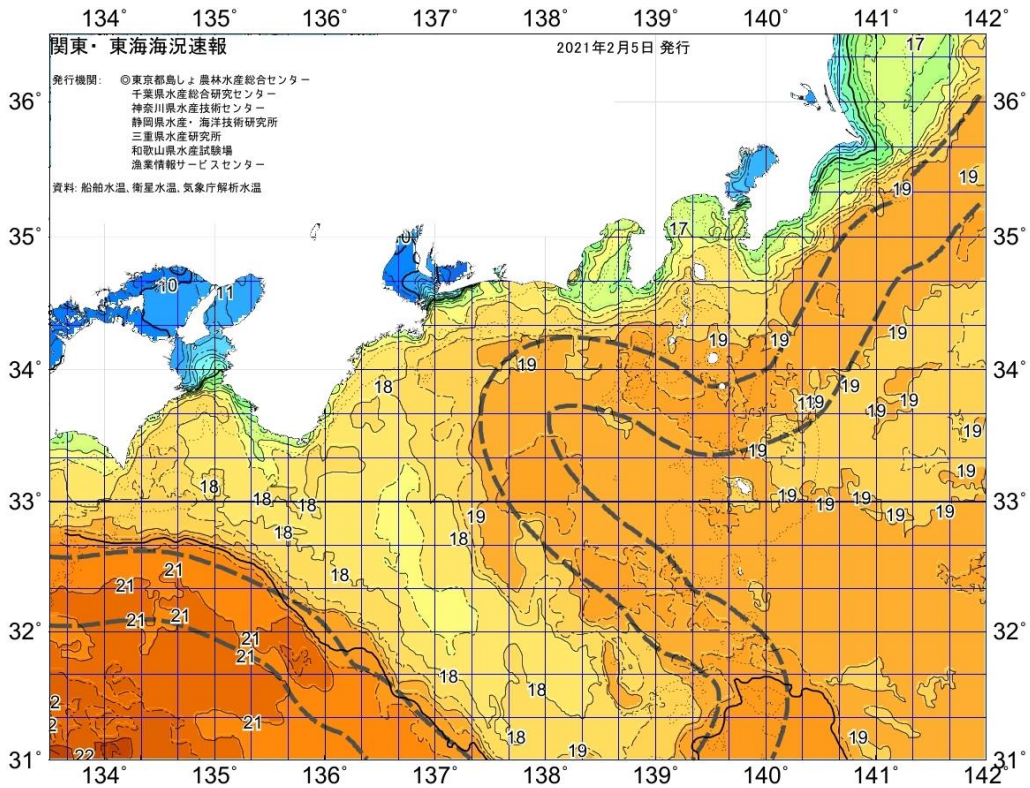 134° 135° 136° 137° 138° 139° 140° 141° 142°
関東・東海海況速報
2021年2月5日 発行
発行機関: ◎東京都島しょ農林水産総合センター
千葉県水産総合研究センター
神奈川県水産技術センター
静岡県水産・海洋技術研究所
三重県水産研究所
和歌山県水産試験場
漁業情報サービスセンター
資料: 船舶水温、衛星水温、気象庁解析水温
17
36° 36°
19 19
17
35° 35°
10 11
19 19 19
34° 19 34°
18 19 19 19
19 19
19
18 19
33° 18 18 19 19 19 19 19 33°
19
18 18
21 18
21
32° 21 21 32°
21
21
18
18
21
18 19 19
22
31° 31°
134° 135° 136° 137° 138° 139° 140° 141° 142°